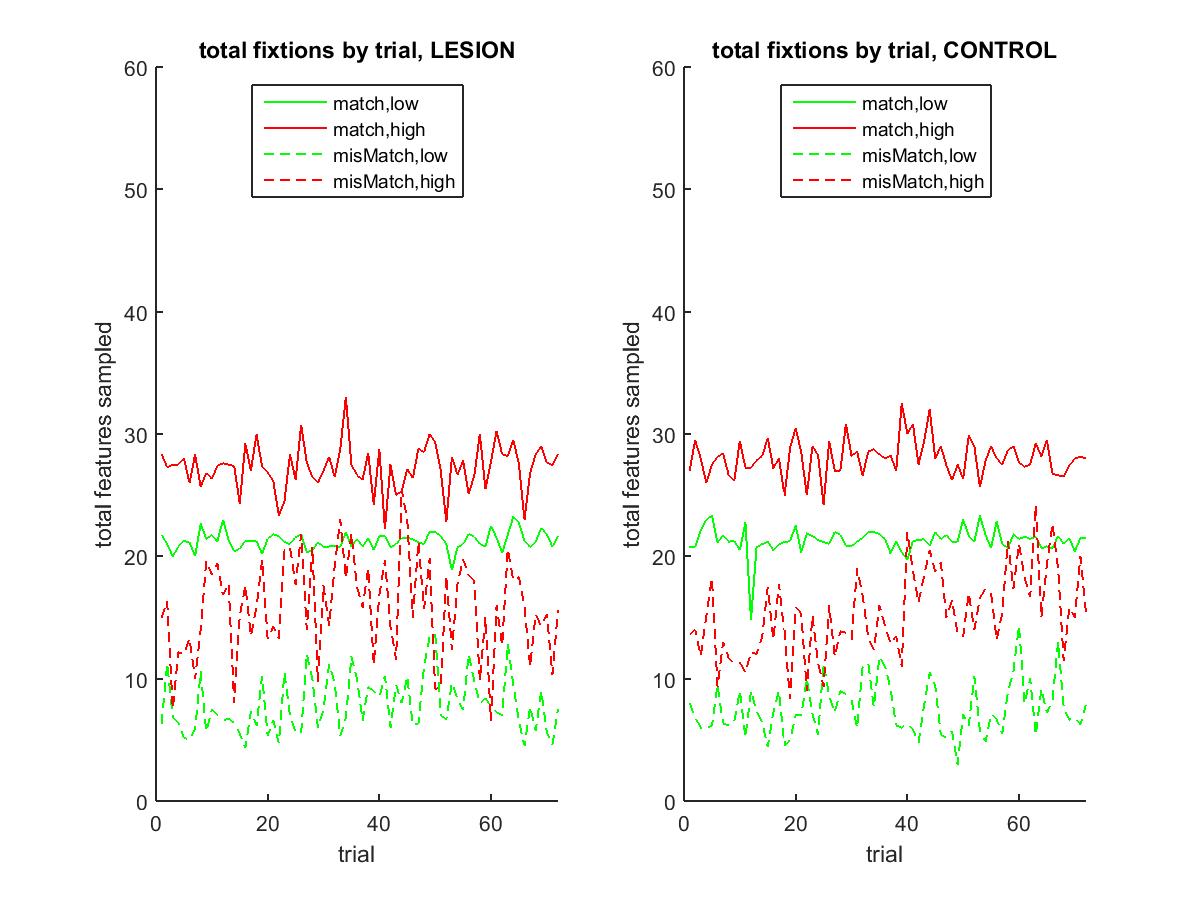 total fixtions by trial, LESION
match,low
match,high
misMatch,low
misMatch,high
total features sampled
60
50
40
30
20
10
0
0 20 40 60
trial
total fixtions by trial, CONTROL
match,low
match,high
misMatch,low
misMatch,high
total features sampled
60
50
40
30
20
10
0
0 20 40 60
trial